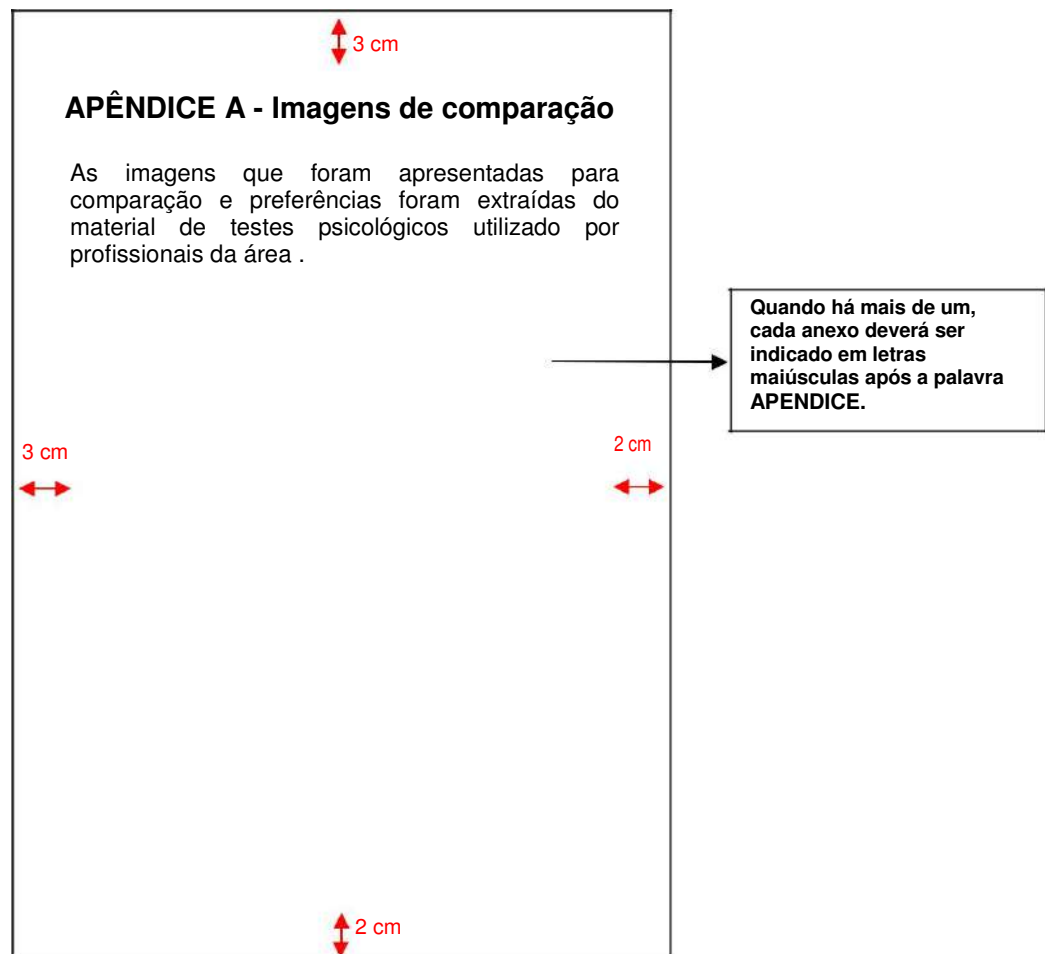 3 cm
APÊNDICE A - Imagens de comparação
As imagens que foram apresentadas para
comparação e preferências foram extraídas do
material de testes psicológicos utilizado por
profissionais da área .
Quando há mais de um,
cada anexo deverá ser
indicado em letras
maiúsculas após a palavra
APENDICE.
3 cm
2 cm
2 cm